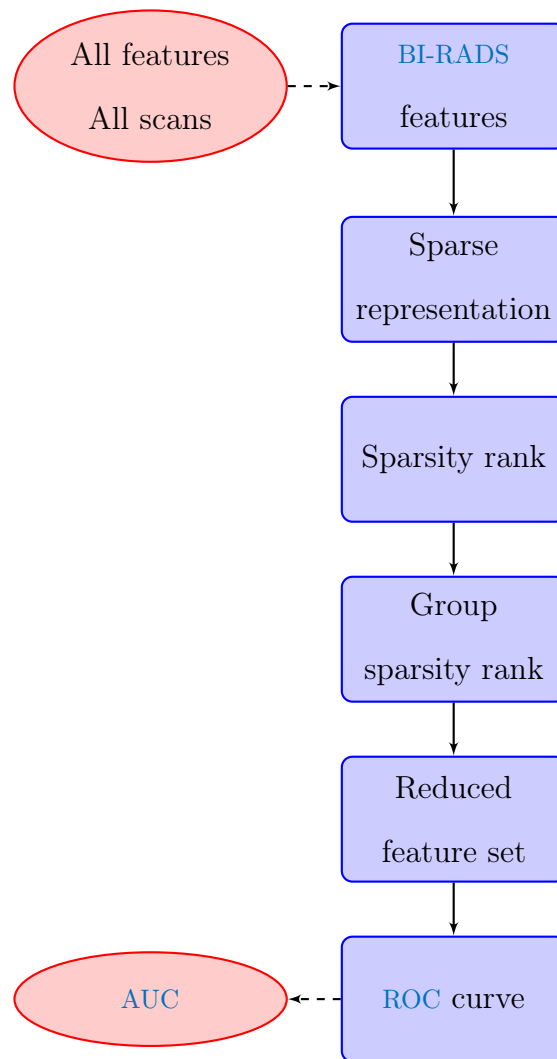 All features
All scans
BI-RADS
features
Sparse
representation
Sparsity rank
Group
sparsity rank
Reduced
feature set
AUC
ROC curve